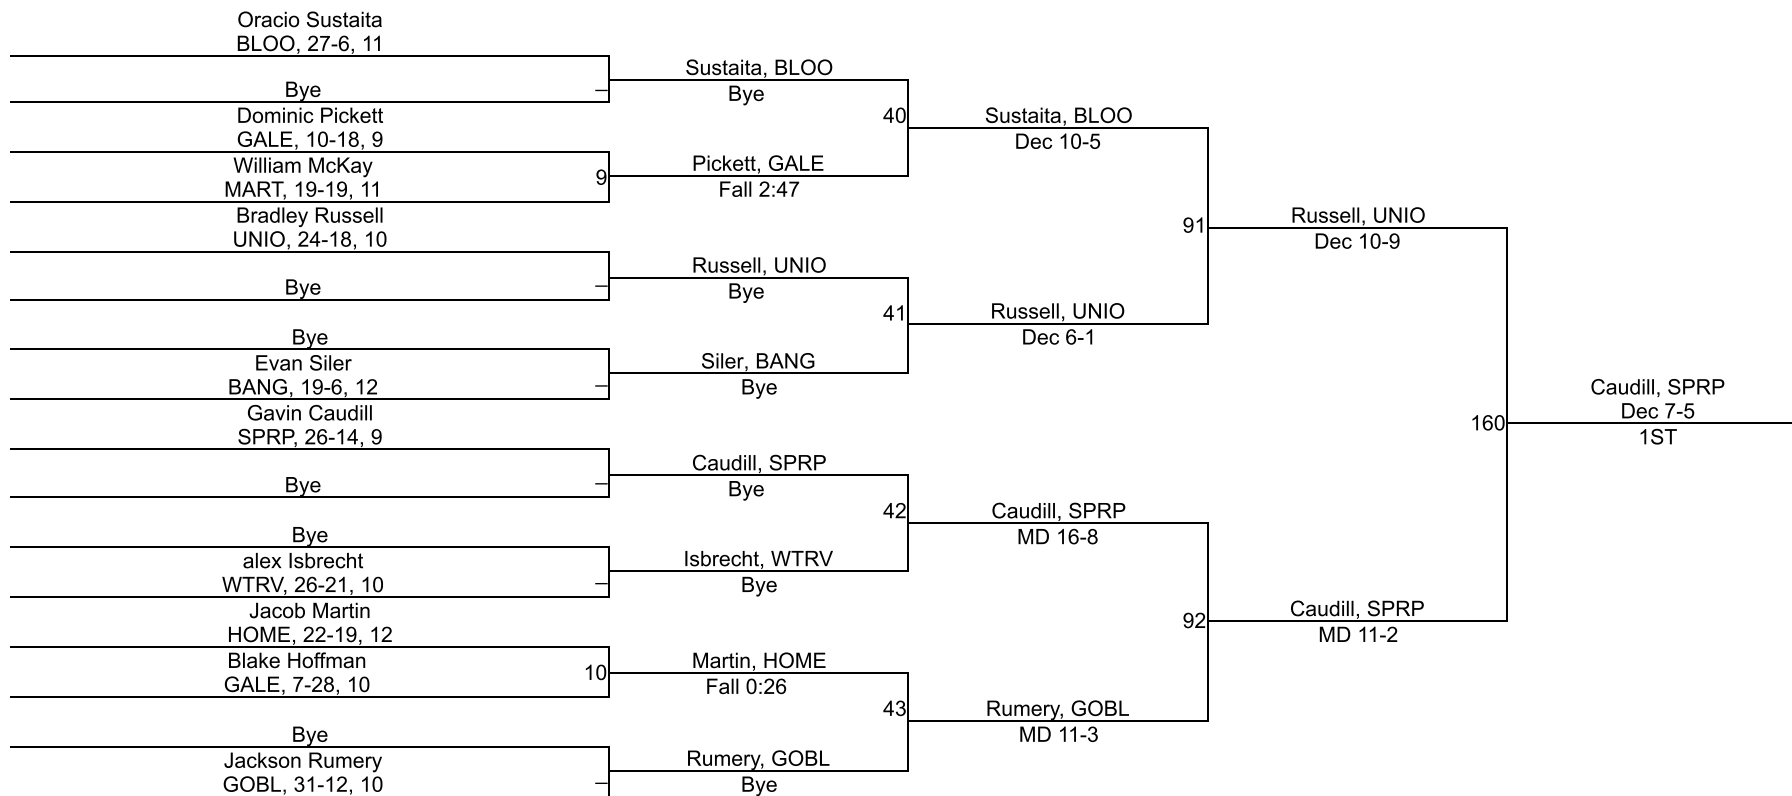 Oracio Sustaita
BLOO, 27-6, 11
Bye
–
Dominic Pickett
GALE, 10-18, 9
William McKay
MART, 19-19, 11
9
Bradley Russell
UNIO, 24-18, 10
Bye
–
Bye
Evan Siler
BANG, 19-6, 12
–
Gavin Caudill
SPRP, 26-14, 9
Bye
–
Bye
alex Isbrecht
WTRV, 26-21, 10
–
Jacob Martin
HOME, 22-19, 12
Blake Hoffman
GALE, 7-28, 10
10
Bye
Jackson Rumery
GOBL, 31-12, 10
–
Sustaita, BLOO
Bye
40
Pickett, GALE
Fall 2:47
Russell, UNIO
Bye
41
Siler, BANG
Bye
Caudill, SPRP
Bye
42
Isbrecht, WTRV
Bye
Martin, HOME
Fall 0:26
43
Rumery, GOBL
Bye
Sustaita, BLOO
Dec 10-5
91
Russell, UNIO
Dec 6-1
Caudill, SPRP
MD 16-8
92
Rumery, GOBL
MD 11-3
Russell, UNIO
Dec 10-9
160
Caudill, SPRP
MD 11-2
Caudill, SPRP
Dec 7-5
1ST